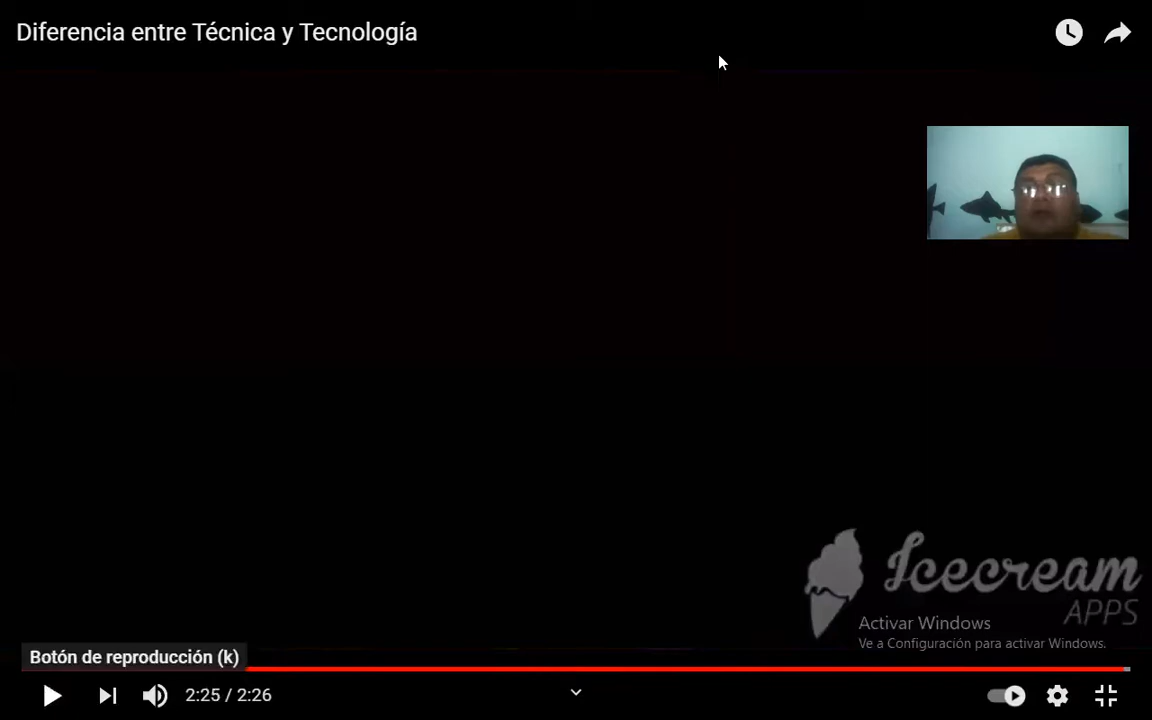 Diferencia entre Técnica y Tecnología
Icecream
APPS
Activar Windows
Ve a Configuración para activar Windows.
Botón de reproducción (k)
2:25 / 2:26